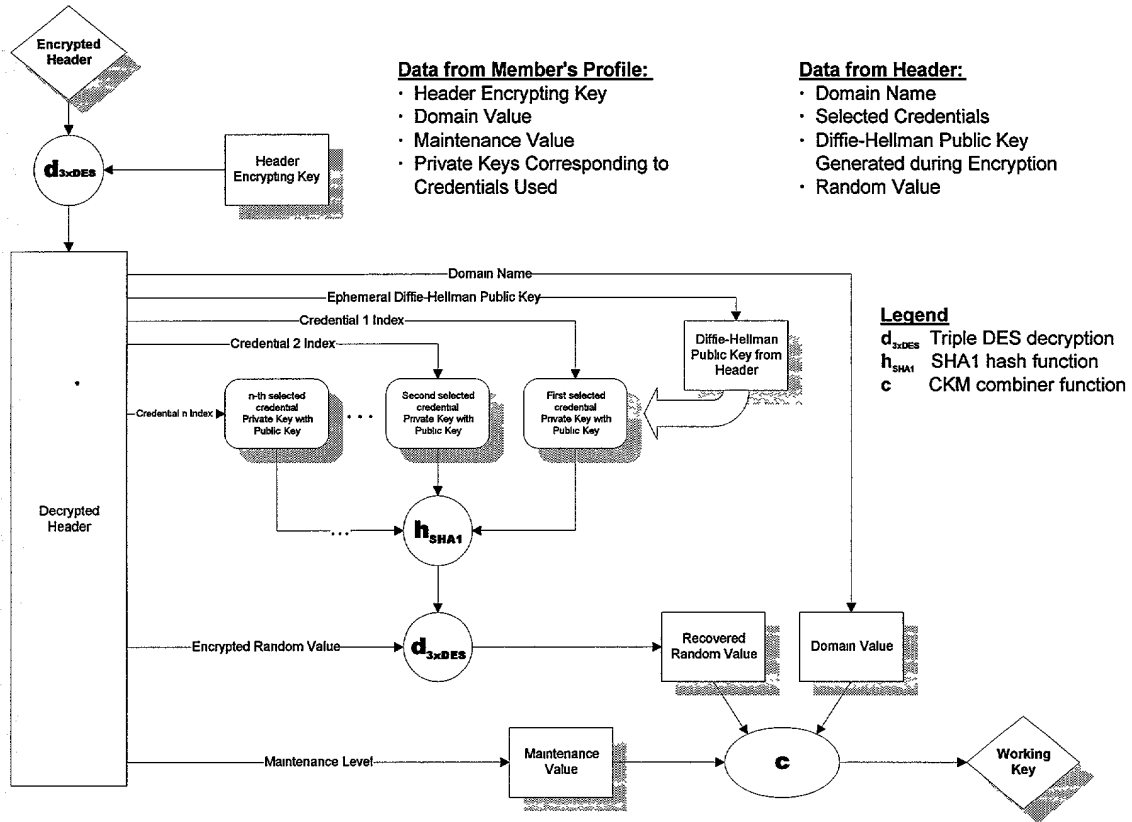 Encrypted
Header
Data from Member's Profile:
· Header Encrypting Key
· Domain Value
· Maintenance Value
· Private Keys Corresponding to
Credentials Used
Data from Header:
· Domain Name
· Selected Credentials
· Diffie-Hellman Public Key
Generated during Encryption
· Random Value
d3xDES
Header
Encrypting Key
Domain Name
Ephemeral Diffie-Hellman Public Key
Credential 1 Index
Credential 2 Index
Diffie-Hellman
Public Key from
Header
Legend
d3xDES Triple DES decryption
hSHA1 SHA1 hash function
c CKM combiner function
Credential n Index
n-th selected
credential
Private Key with
Public Key
...
Second selected
credential
Private Key with
Public Key
First selected
credential
Private Key with
Public Key
Decrypted
Header
...
hSHA1
Encrypted Random Value
d3xDES
Recovered
Random Value
Domain Value
Maintenance Level
Maintenance
Value
c
Working
Key